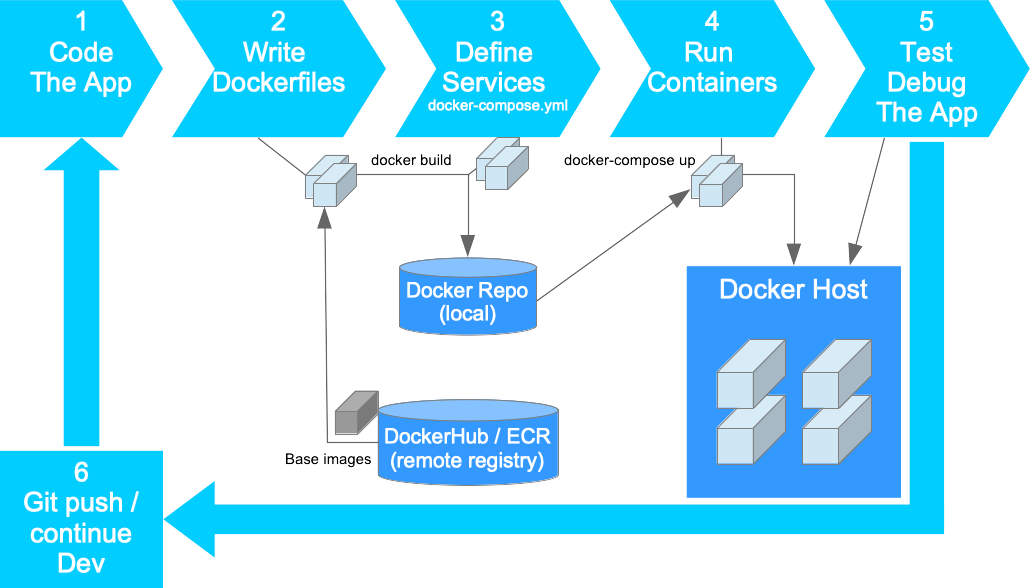 1
Code
The App
2
Write
Dockerfiles
3
Define
Services
docker-compose.yml
4
Run
Containers
5
Test
Debug
The App
docker build
docker-compose up
Docker Repo
(local)
Docker Host
DockerHub / ECR
(remote registry)
Base images
6
Git push /
continue
Dev